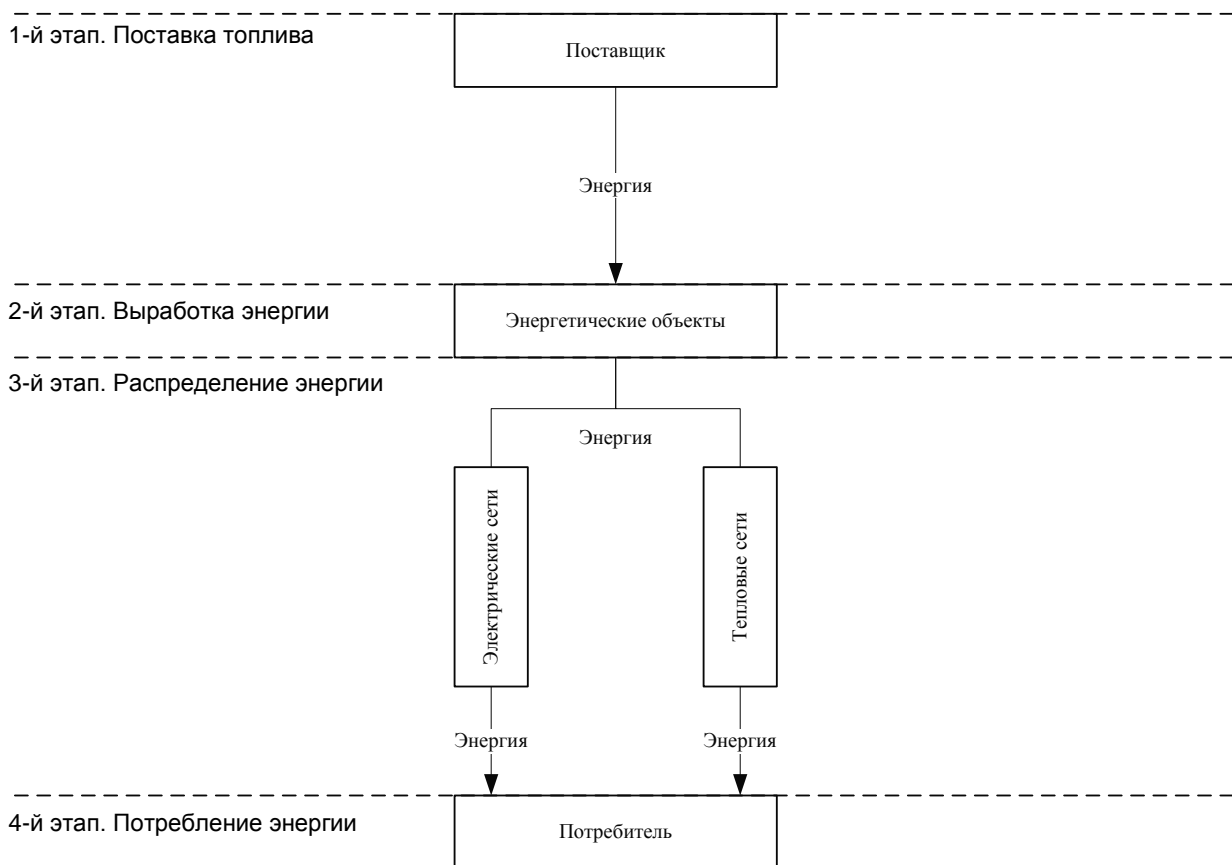 1-й этап. Поставка топлива
Поставщик
Энергия
2-й этап. Выработка энергии
Энергетические объекты
3-й этап. Распределение энергии
Энергия
Электрические сети
Тепловые сети
Энергия
Энергия
4-й этап. Потребление энергии
Потребитель